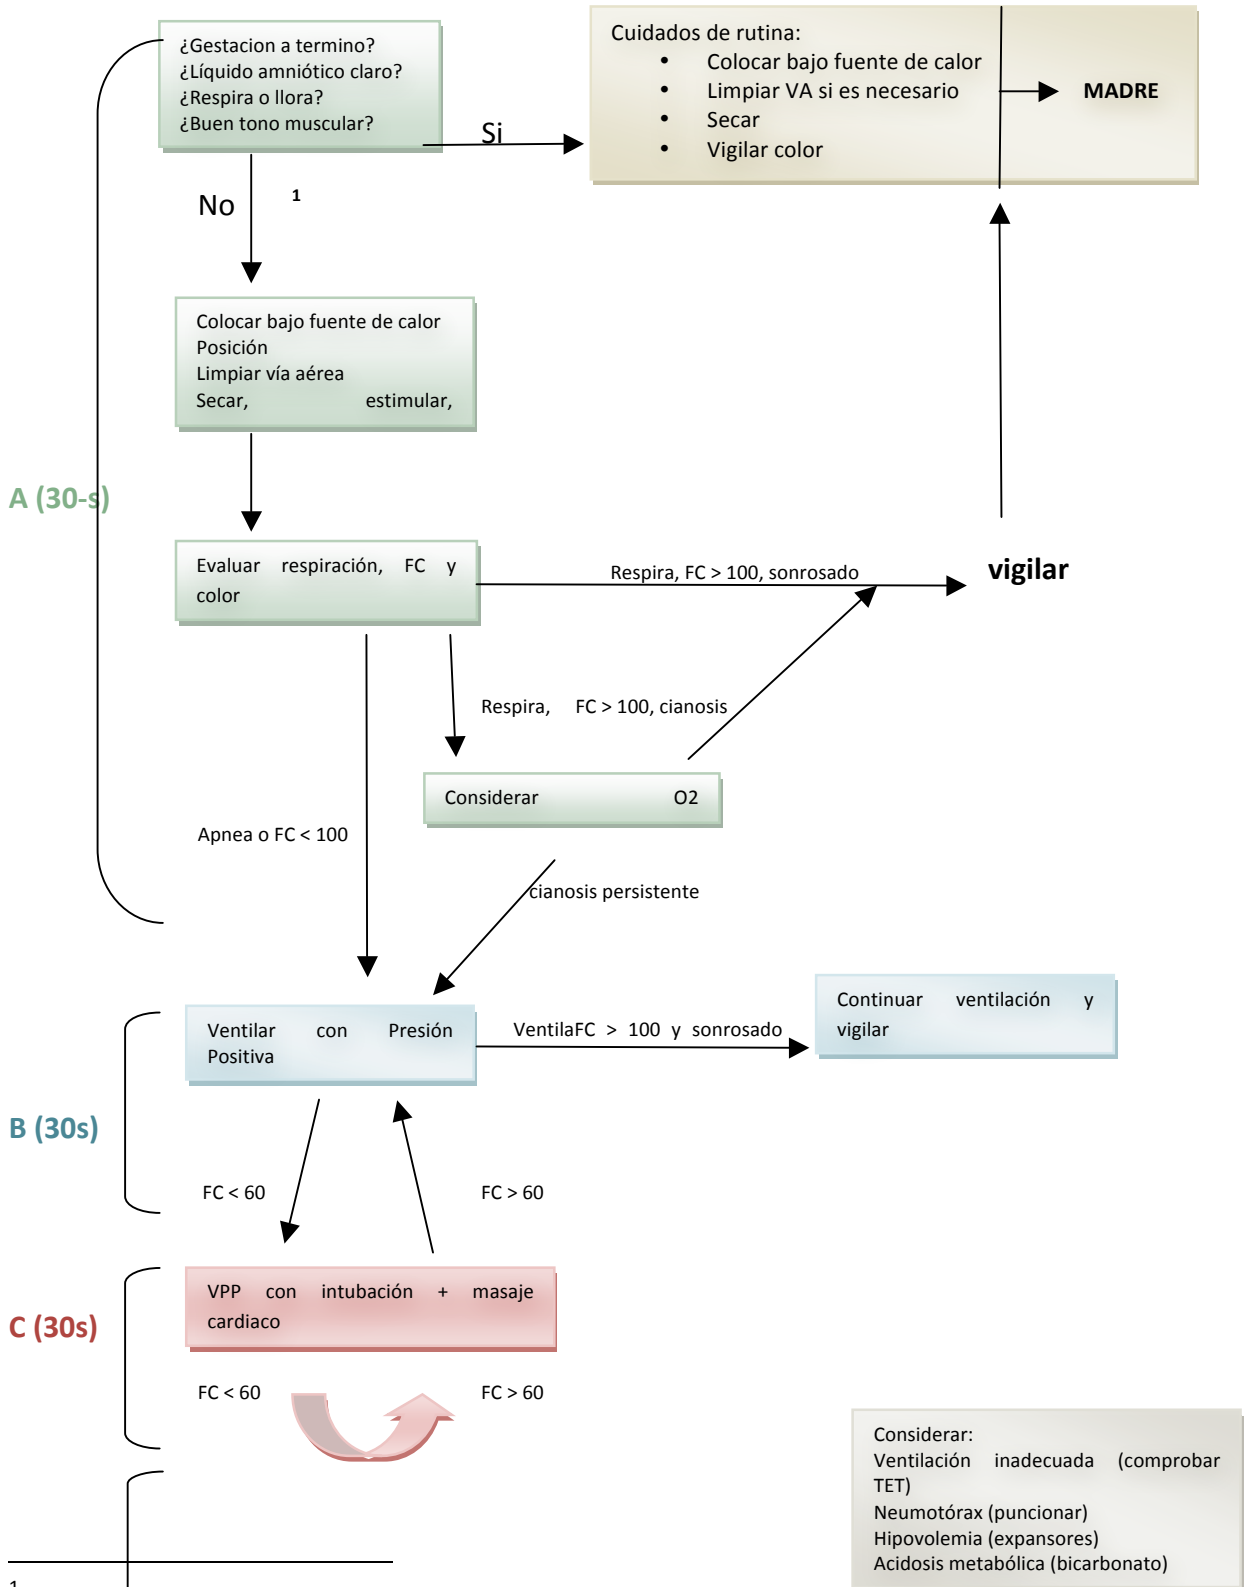 ¿Gestacion a termino?
¿Líquido amniótico claro?
¿Respira o llora?
¿Buen tono muscular?
Si
Cuidados de rutina:
• Colocar bajo fuente de calor
• Limpiar VA si es necesario
• Secar
• Vigilar color
MADRE
No
1
Colocar bajo fuente de calor
Posición
Limpiar vía aérea
Secar, estimular,
A (30-s)
Evaluar respiración, FC y
color
Respira, FC > 100, sonrosado
vigilar
Respira, FC > 100, cianosis
Considerar O2
Apnea o FC < 100
cianosis persistente
Ventilar con Presión
Positiva
VentilaFC > 100 y sonrosado
Continuar ventilación y
vigilar
B (30s)
FC < 60
FC > 60
VPP con intubación + masaje
cardiaco
C (30s)
FC < 60
FC > 60
Considerar:
Ventilación inadecuada (comprobar
TET)
Neumotórax (puncionar)
Hipovolemia (expansores)
Acidosis metabólica (bicarbonato)
1